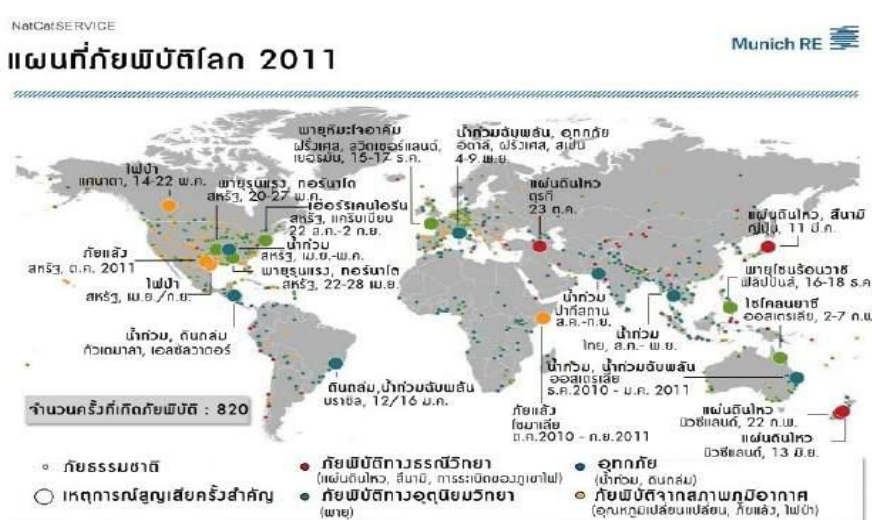 NatCatSERVICE
แผนที่ภัยพิบัติโลก 2011
Munich RE
พายุหิมะโจอาคิม
ฝรั่งเศส, สวิตเซอร์แลนด์,
เยอรมัน, 15-17 ธ.ค.
น้ำท่วมฉับพลัน, อุทกภัย
อิตาลี, ฝรั่งเศส, สเปน
4-9 พ.ย.
ไฟป่า
แคนาดา, 14-22 พ.ค.
พายุรุนแรง, ทอร์นาโด
สหรัฐ, 20-27 พ.ค.
เฮอร์ริเคนไอรีน
สหรัฐ, แคริบเบียน
22 ส.ค.-2 ก.ย.
น้ำท่วม
สหรัฐ, เม.ย.-พ.ค.
พายุรุนแรง, ทอร์นาโด
สหรัฐ, 22-28 เม.ย.
ภัยแล้ง
สหรัฐ, ต.ค. 2011
ไฟป่า
สหรัฐ, เม.ย./ก.ย.
แผ่นดินไหว
ตุรกี
23 ต.ค.
แผ่นดินไหว, สึนามิ
ญี่ปุ่น, 11 มี.ค.
พายุโซนร้อนวาชิ
ฟิลิปปินส์, 16-18 ธ.ค
ไซโคลนยาซี
ออสเตรเลีย, 2-7 ก.พ.
น้ำท่วม
ปากีสถาน
ส.ค.-ก.ย.
น้ำท่วม
ไทย, ส.ค.- พ.ย.
น้ำท่วม, ดินถล่ม
กัวเตมาลา, เอลซัลวาดอร์
ดินถล่ม,น้ำท่วมฉับพลัน
บราซิล, 12/16 ม.ค.
น้ำท่วม, น้ำท่วมฉับพลัน
ออสเตรเลีย
ธ.ค.2010 - ม.ค. 2011
ภัยแล้ง
โซมาเลีย
ต.ค.2010 - ก.ย.2011
แผ่นดินไหว
นิวซีแลนด์, 22 ก.พ.
แผ่นดินไหว
นิวซีแลนด์, 13 มิ.ย.
จำนวนครั้งที่เกิดภัยพิบัติ : 820
ภัยธรรมชาติ
เหตุการณ์สูญเสียครั้งสำคัญ
ภัยพิบัติทางธรณีวิทยา
(แผ่นดินไหว, สึนามิ, การระเบิดของภูเขาไฟ)
ภัยพิบัติทางอุตุนิยมวิทยา
(พายุ)
อุทกภัย
(น้ำท่วม, ดินถล่ม)
ภัยพิบัติจากสภาพภูมิอากาศ
(อุณหภูมิเปลี่ยนแปลง, ภัยแล้ง, ไฟป่า)